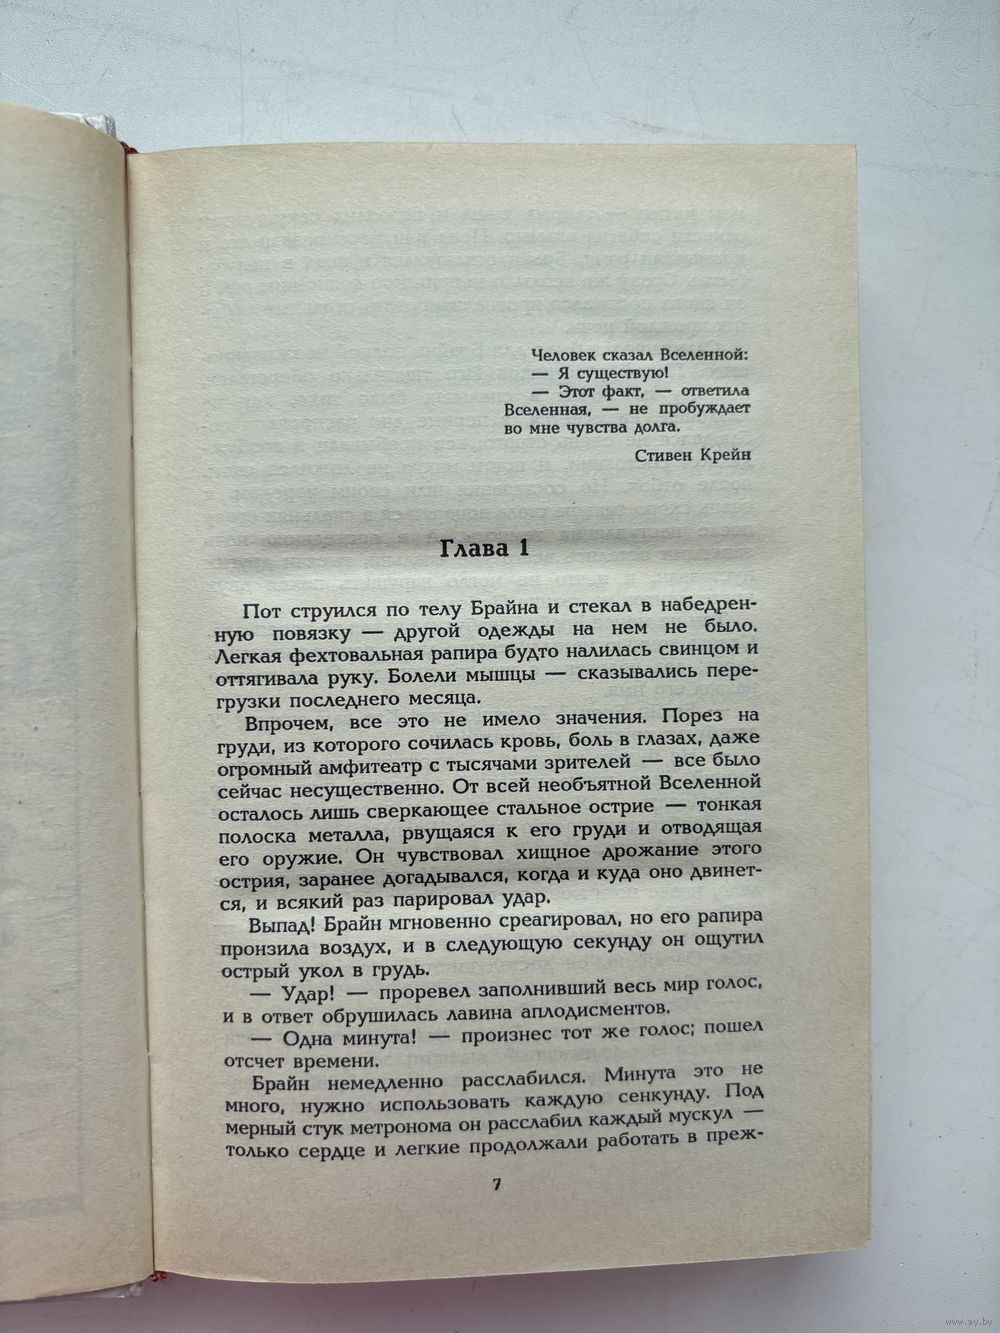 Человек сказал Вселенной:
— Я существую!
— Этот факт, — ответила
Вселенная, — не пробуждает
во мне чувства долга.
Стивен Крейн
Глава 1
Пот струился по телу Брайна и стекал в набедрен-
ную повязку — другой одежды на нем не было.
Легкая фехтовальная рапира будто налилась свинцом и
оттягивала руку. Болели мышцы — сказывались пере-
грузки последнего месяца.
Впрочем, все это не имело значения. Порез на
груди, из которого сочилась кровь, боль в глазах, даже
огромный амфитеатр с тысячами зрителей — все было
сейчас несущественно. От всей необъятной Вселенной
осталось лишь сверкающее стальное острие — тонкая
полоска металла, рвущаяся к его груди и отводящая
его оружие. Он чувствовал хищное дрожание этого
острия, заранее догадывался, когда и куда оно двинет-
ся, и всякий раз парировал удар.
Выпад! Брайн мгновенно среагировал, но его рапира
пронзила воздух, и в следующую секунду он ощутил
острый укол в грудь.
— Удар! — проревел заполнивший весь мир голос,
и в ответ обрушилась лавина аплодисментов.
— Одна минута! — произнес тот же голос; пошел
отсчет времени.
Брайн немедленно расслабился. Минута это не
много, нужно использовать каждую сенкунду. Под
мерный стук метронома он расслабил каждый мускул —
только сердце и легкие продолжали работать в преж-
7
www.ay.by